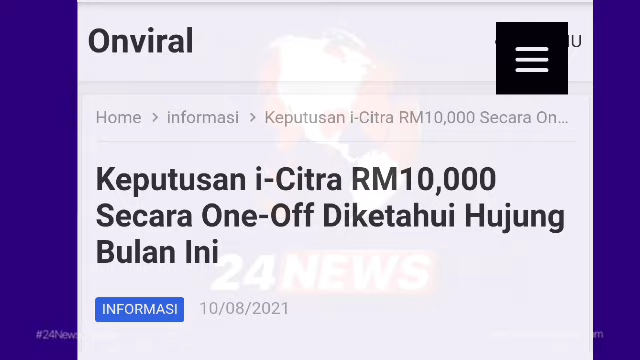 Onviral
Home > informasi > Keputusan i-Citra RM10,000 Secara On...
Keputusan i-Citra RM10,000
Secara One-Off Diketahui Hujung
Bulan Ini
24NEWS
INFORMASI 10/08/2021